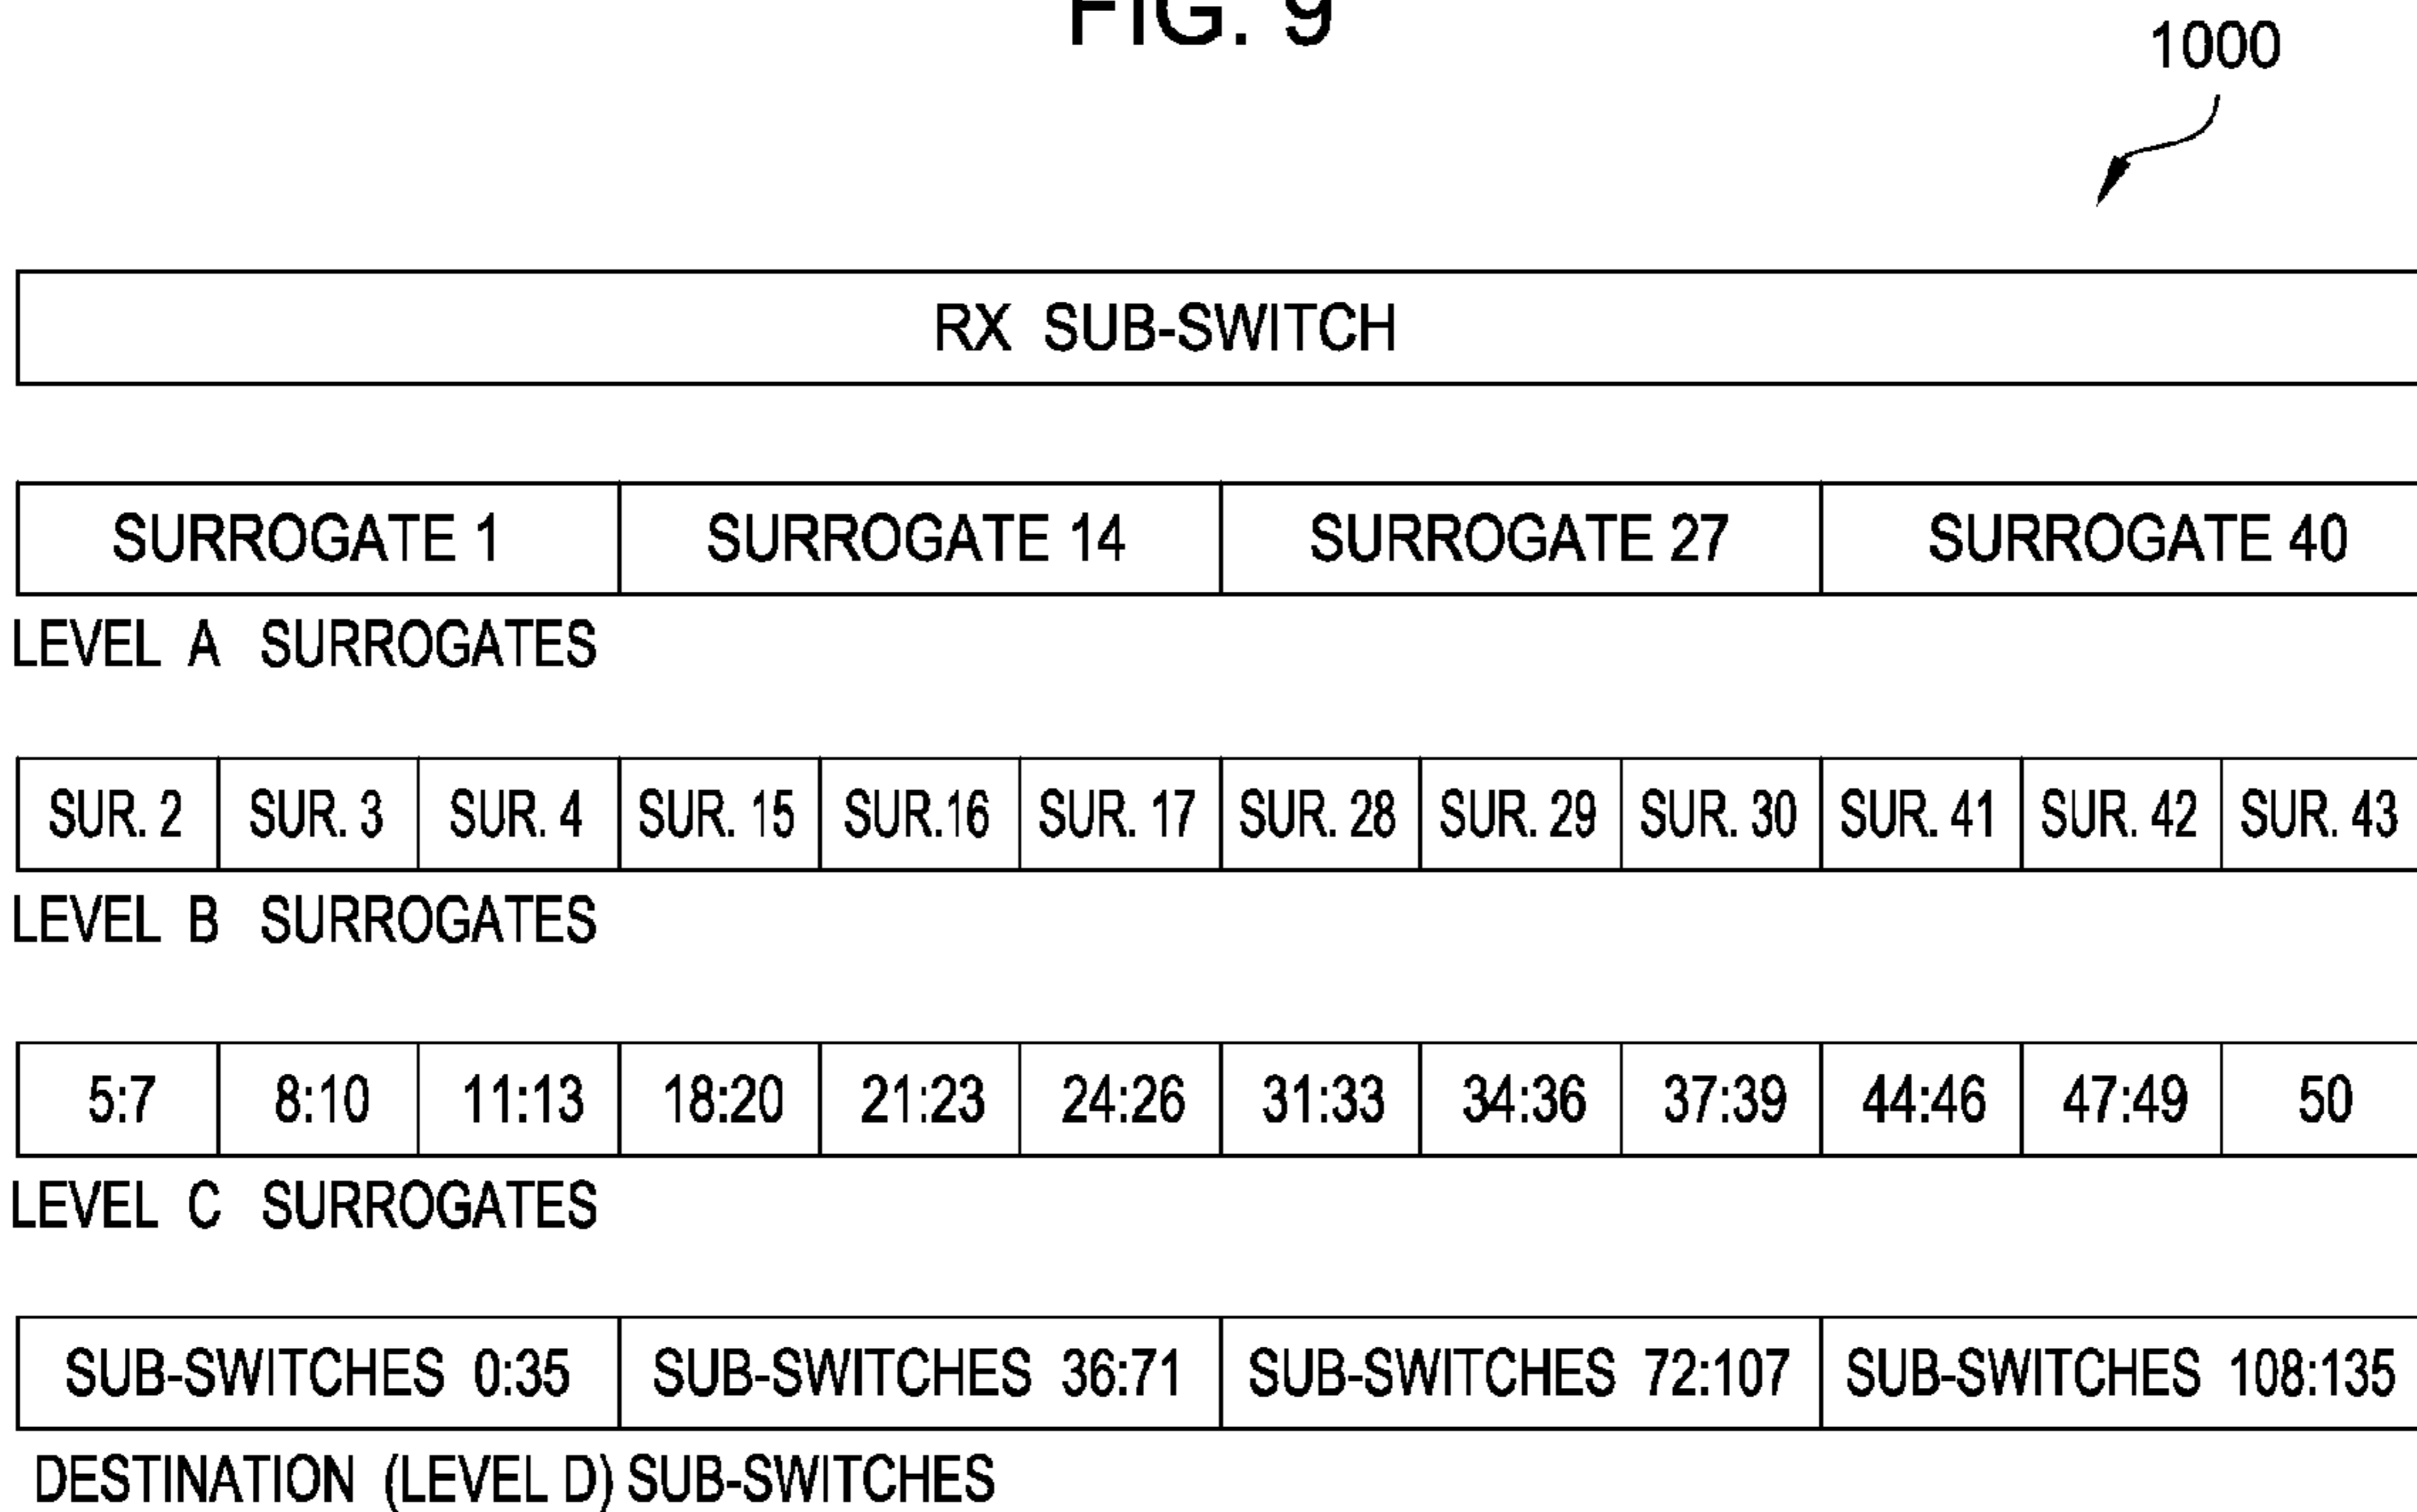 FIG. 9
1000
RX SUB-SWITCH
SURROGATE 1 SURROGATE 14 SURROGATE 27 SURROGATE 40
LEVEL A SURROGATES
SUR. 2 SUR. 3 SUR. 4 SUR. 15 SUR.16 SUR. 17 SUR. 28 SUR. 29 SUR. 30 SUR. 41 SUR. 42 SUR. 43
LEVEL B SURROGATES
5:7 8:10 11:13 18:20 21:23 24:26 31:33 34:36 37:39 44:46 47:49 50
LEVEL C SURROGATES
SUB-SWITCHES 0:35 SUB-SWITCHES 36:71 SUB-SWITCHES 72:107 SUB-SWITCHES 108:135
DESTINATION (LEVEL D) SUB-SWITCHES